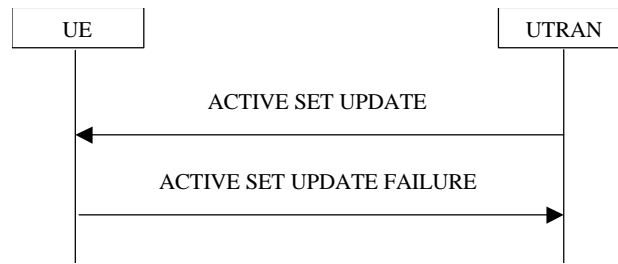 UE
UTRAN
ACTIVE SET UPDATE
ACTIVE SET UPDATE FAILURE